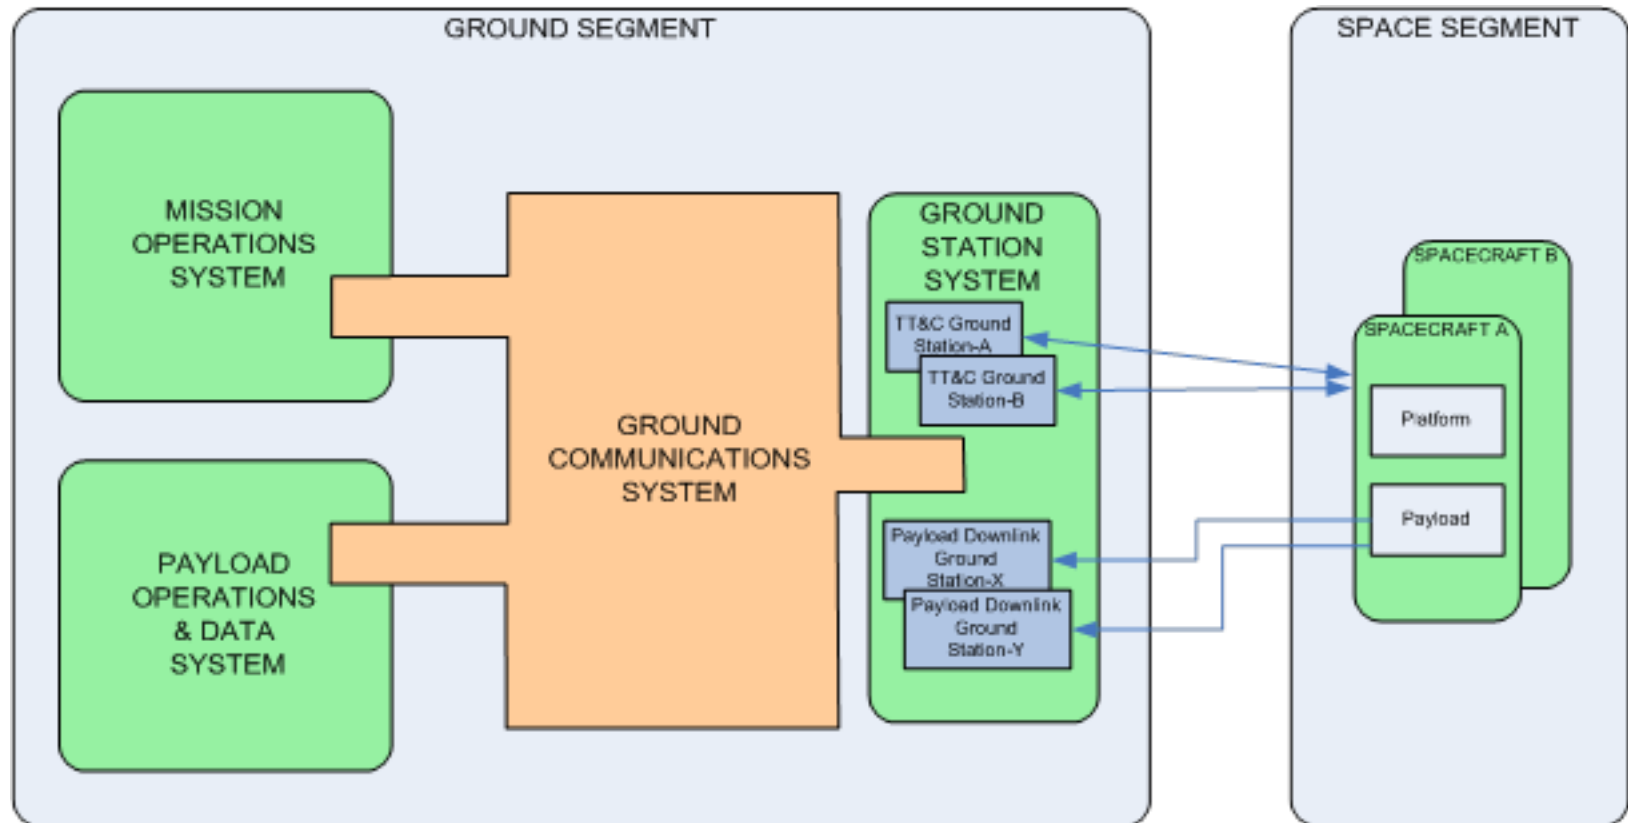 GROUND SEGMENT
MISSION
OPERATIONS
SYSTEM
PAYLOAD
OPERATIONS
& DATA
SYSTEM
GROUND
COMMUNICATIONS
SYSTEM
GROUND
STATION
SYSTEM
TT&C Ground
Station-A
TT&C Ground
Station-B
Payload Downlink
Ground
Station-X
Payload Downlink
Ground
Station-Y
SPACE SEGMENT
SPACECRAFT B
SPACECRAFT A
Platform
Payload